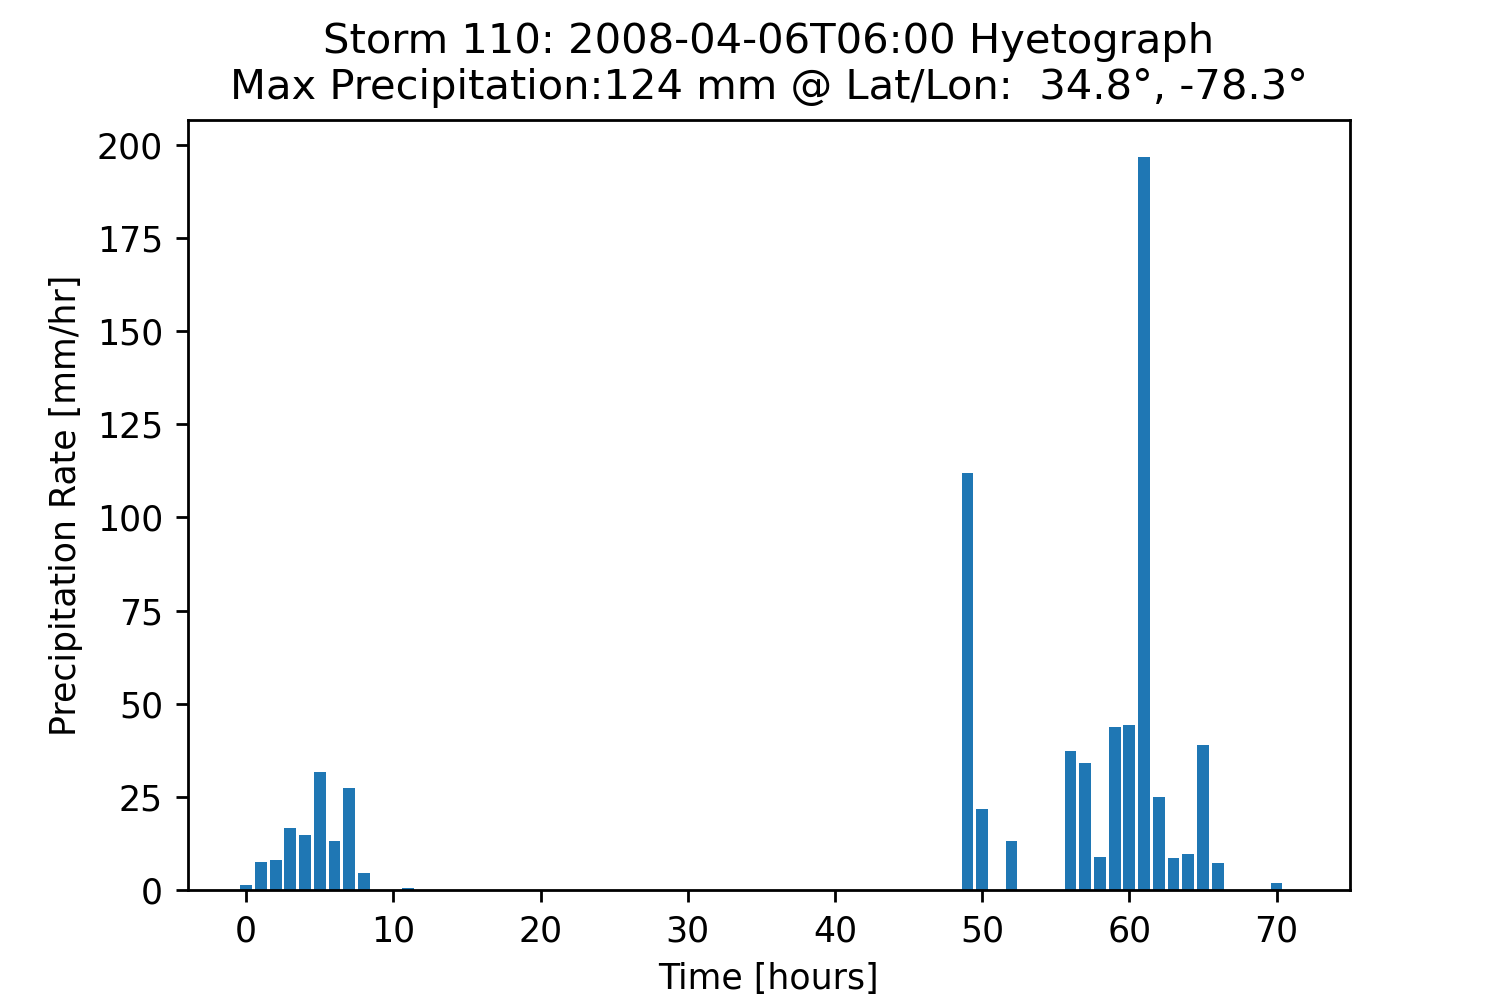 Storm 110: 2008-04-06T06:00 Hyetograph
Max Precipitation:124 mm @ Lat/Lon:  34.8°, -78.3°
200
175
150
125
100
75
50
25
0
Precipitation Rate [mm/hr]
0 10 20 30 40 50 60 70
Time [hours]